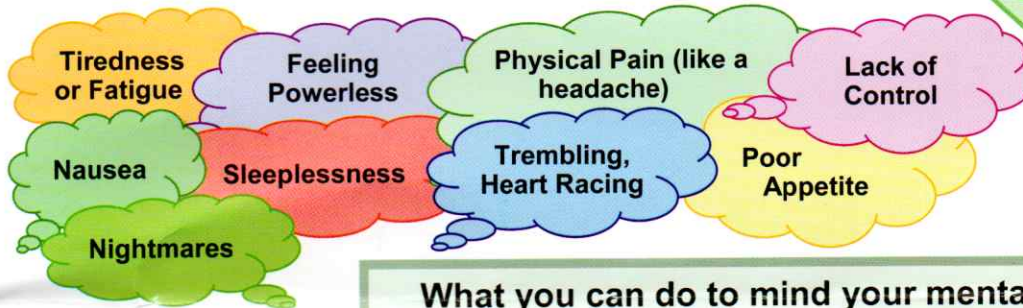 Tiredness
or Fatigue
Feeling
Powerless
Physical Pain (like a
headache)
Lack of
Control
Nausea
Sleeplessness
Trembling,
Heart Racing
Poor
Appetite
Nightmares
What you can do to mind your menta